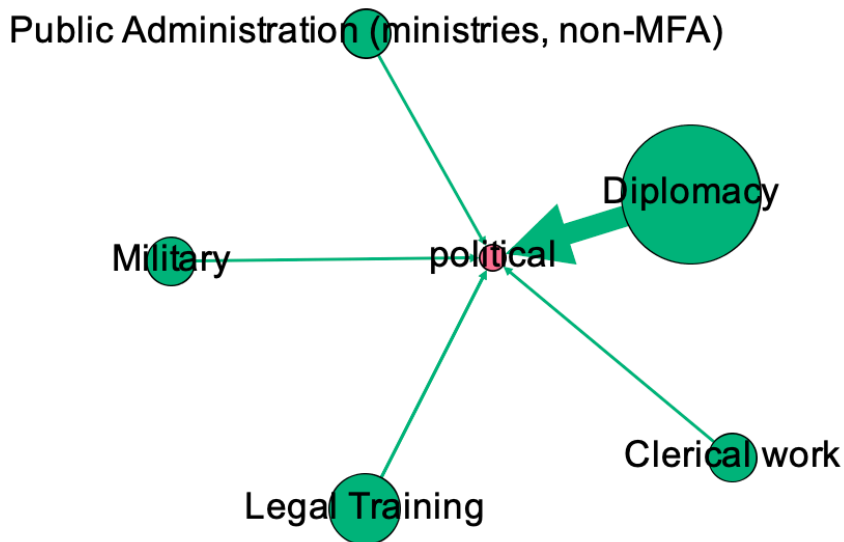 Public Administration (ministries, non-MFA)
Diplomacy
political
Military
Clerical work
Legal Training